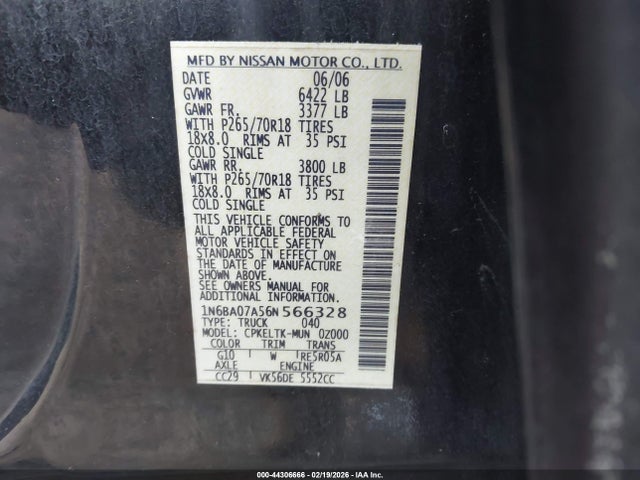 MFD BY NISSAN MOTOR CO., LTD.
DATE 06/06
GVWR 6422 LB
GAWR FR. 3377 LB
WITH P265/70R18 TIRES
18X8.0 RIMS AT 35 PSI
COLD SINGLE
GAWR RR. 3800 LB
WITH P265/70R18 TIRES
18X8.0 RIMS AT 35 PSI
COLD SINGLE
THIS VEHICLE CONFORMS TO
ALL APPLICABLE FEDERAL
MOTOR VEHICLE SAFETY
STANDARDS IN EFFECT ON
THE DATE OF MANUFACTURE
SHOWN ABOVE.
SEE OWNERS MANUAL FOR
ADDITIONAL INFORMATION.
1N6BA07A56N566328
TYPE: TRUCK 040
MODEL: CPKELTK-MUN 0Z000
COLOR TRIM TRANS
G10 W RE5R05A
AXLE ENGINE
CC29 VK56DE 5552CC
000-44306666 - 02/19/2026 - IAA Inc.